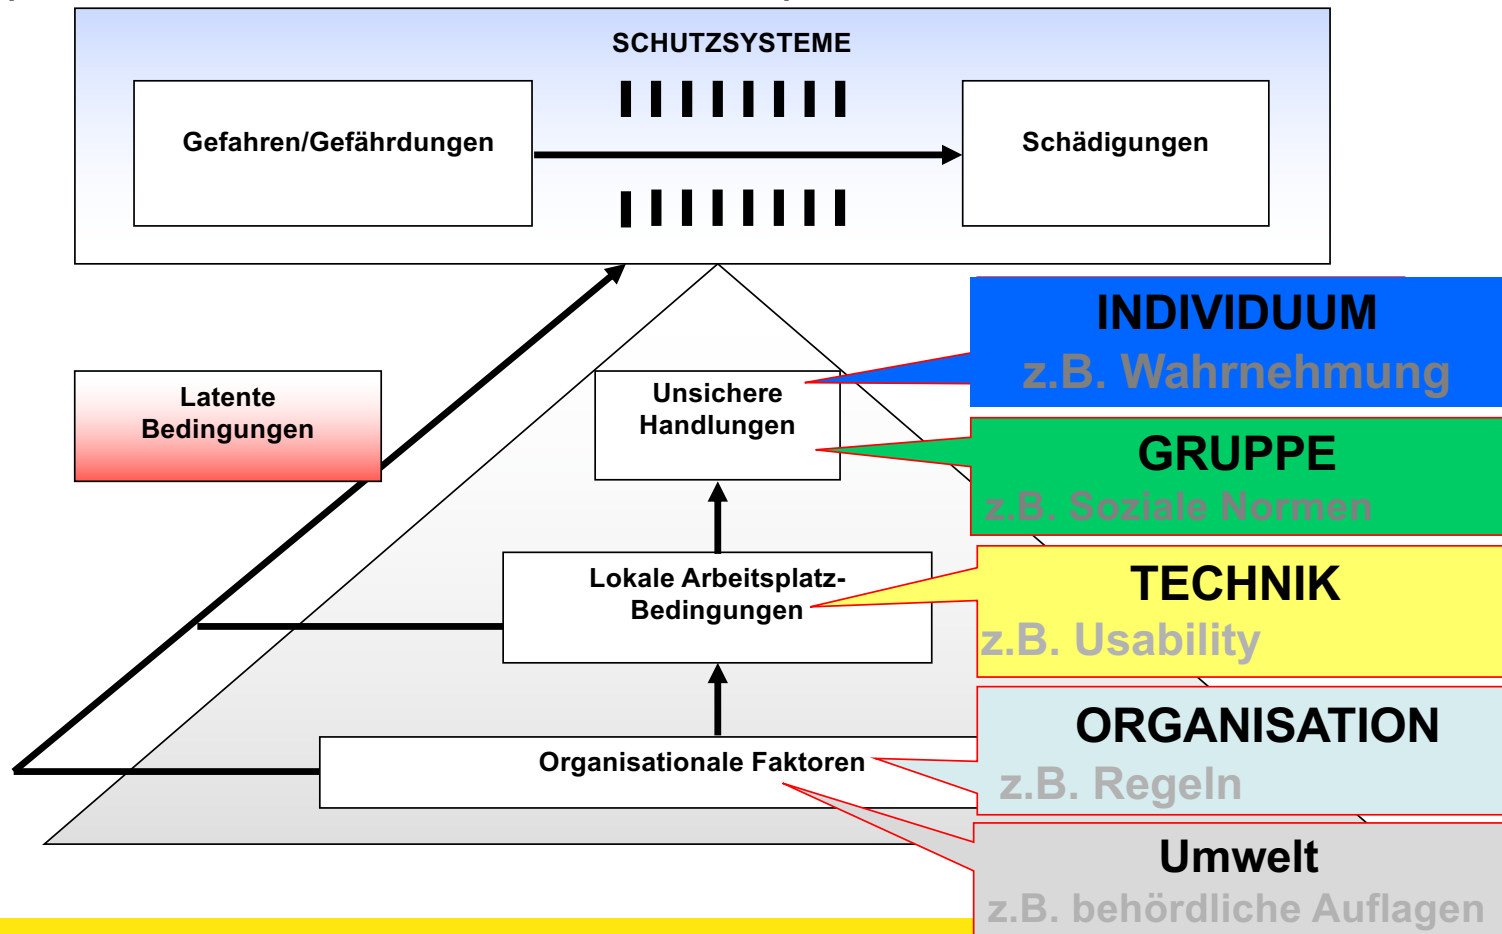 SCHUTZSYSTEME
Gefahren/Gefährdungen
Schädigungen
INDIVIDUUM
z.B. Wahrnehmung
Latente
Bedingungen
Unsichere
Handlungen
GRUPPE
z.B. Soziale Normen
Lokale Arbeitsplatz-
Bedingungen
TECHNIK
z.B. Usability
Organisationale Faktoren
ORGANISATION
z.B. Regeln
Umwelt
z.B. behördliche Auflagen